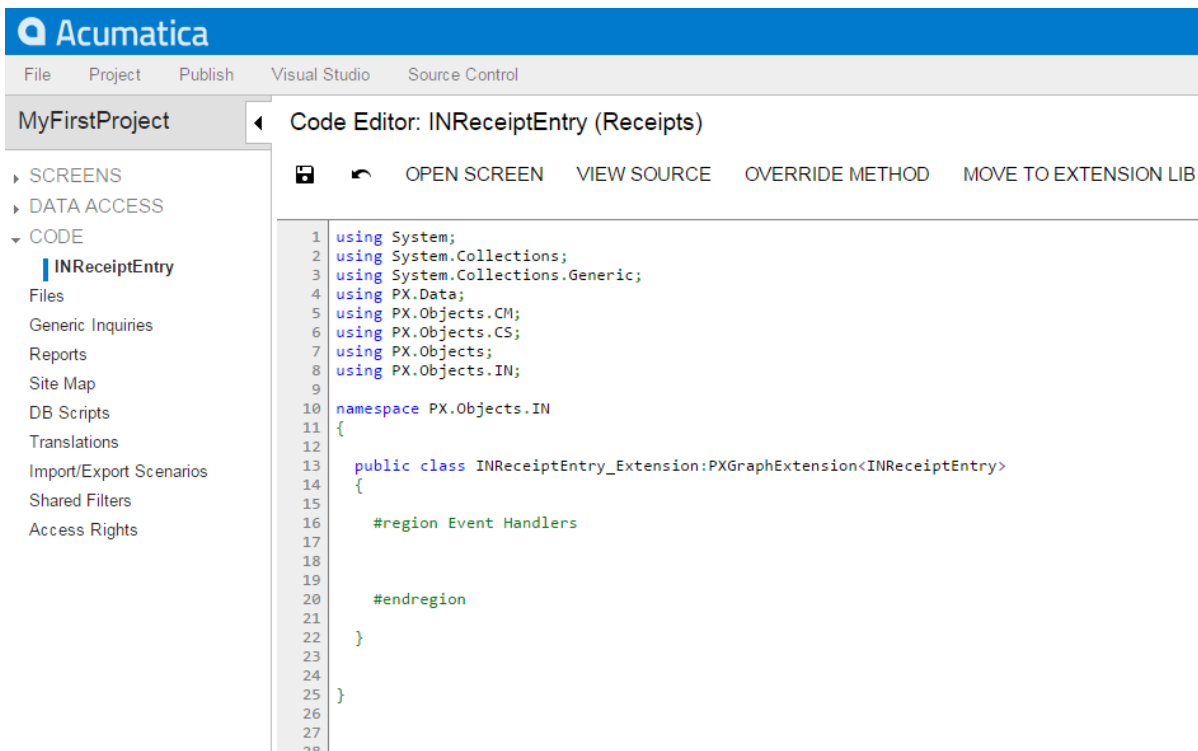 Acumatica
File Project Publish Visual Studio Source Control
MyFirstProject
Code Editor: INReceiptEntry (Receipts)
SCREENS
DATA ACCESS
CODE
INReceiptEntry
Files
Generic Inquiries
Reports
Site Map
DB Scripts
Translations
Import/Export Scenarios
Shared Filters
Access Rights
OPEN SCREEN VIEW SOURCE OVERRIDE METHOD MOVE TO EXTENSION LIB
1 using System;
2 using System.Collections;
3 using System.Collections.Generic;
4 using PX.Data;
5 using PX.Objects.CM;
6 using PX.Objects.CS;
7 using PX.Objects;
8 using PX.Objects.IN;
9
10 namespace PX.Objects.IN
11 {
12
13 public class INReceiptEntry_Extension:PXGraphExtension<INReceiptEntry>
14 {
15
16 #region Event Handlers
17
18
19
20 #endregion
21
22 }
23
24
25 }
26
27
28